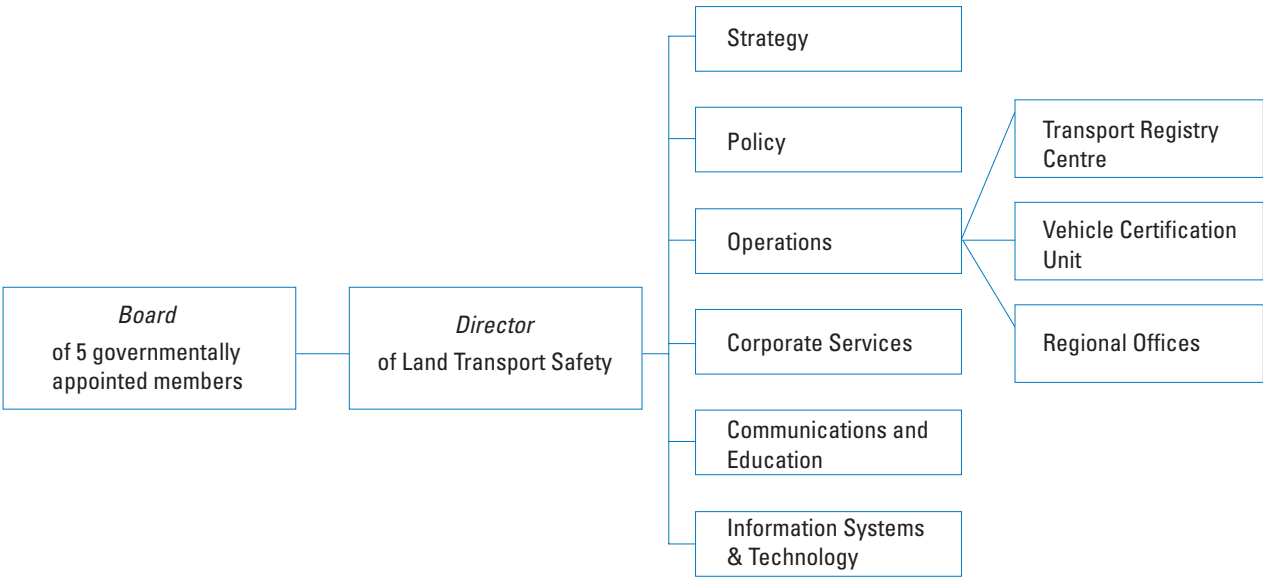 Board
of 5 governmentally
appointed members
Director
of Land Transport Safety
Strategy
Policy
Operations
Corporate Services
Communications and
Education
Information Systems
& Technology
Transport Registry
Centre
Vehicle Certification
Unit
Regional Offices